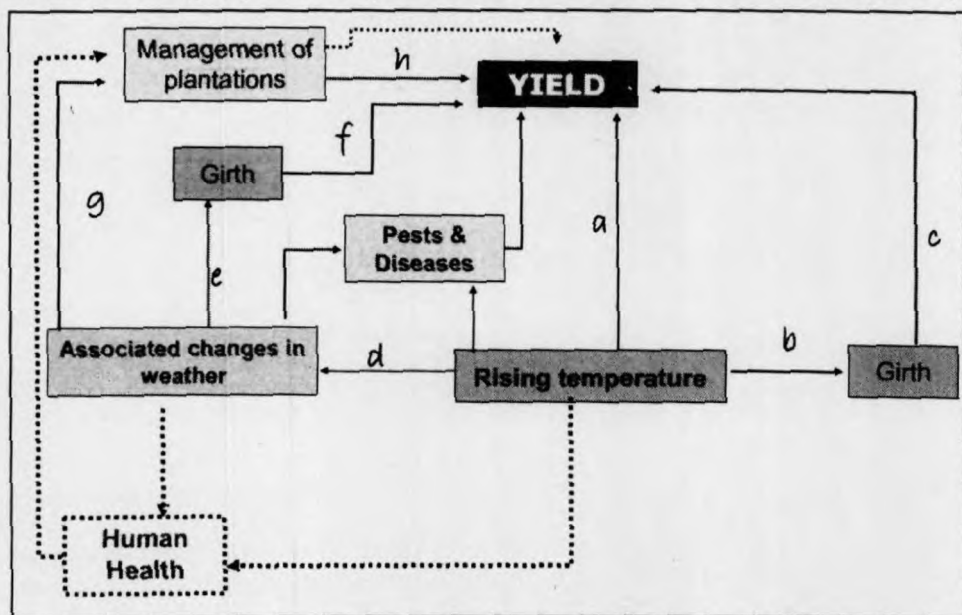 Management of
plantations
h
YIELD
f
Girth
g
Pests &
Diseases
a
c
e
Associated changes in
weather
d
Rising temperature
b
Girth
Human
Health